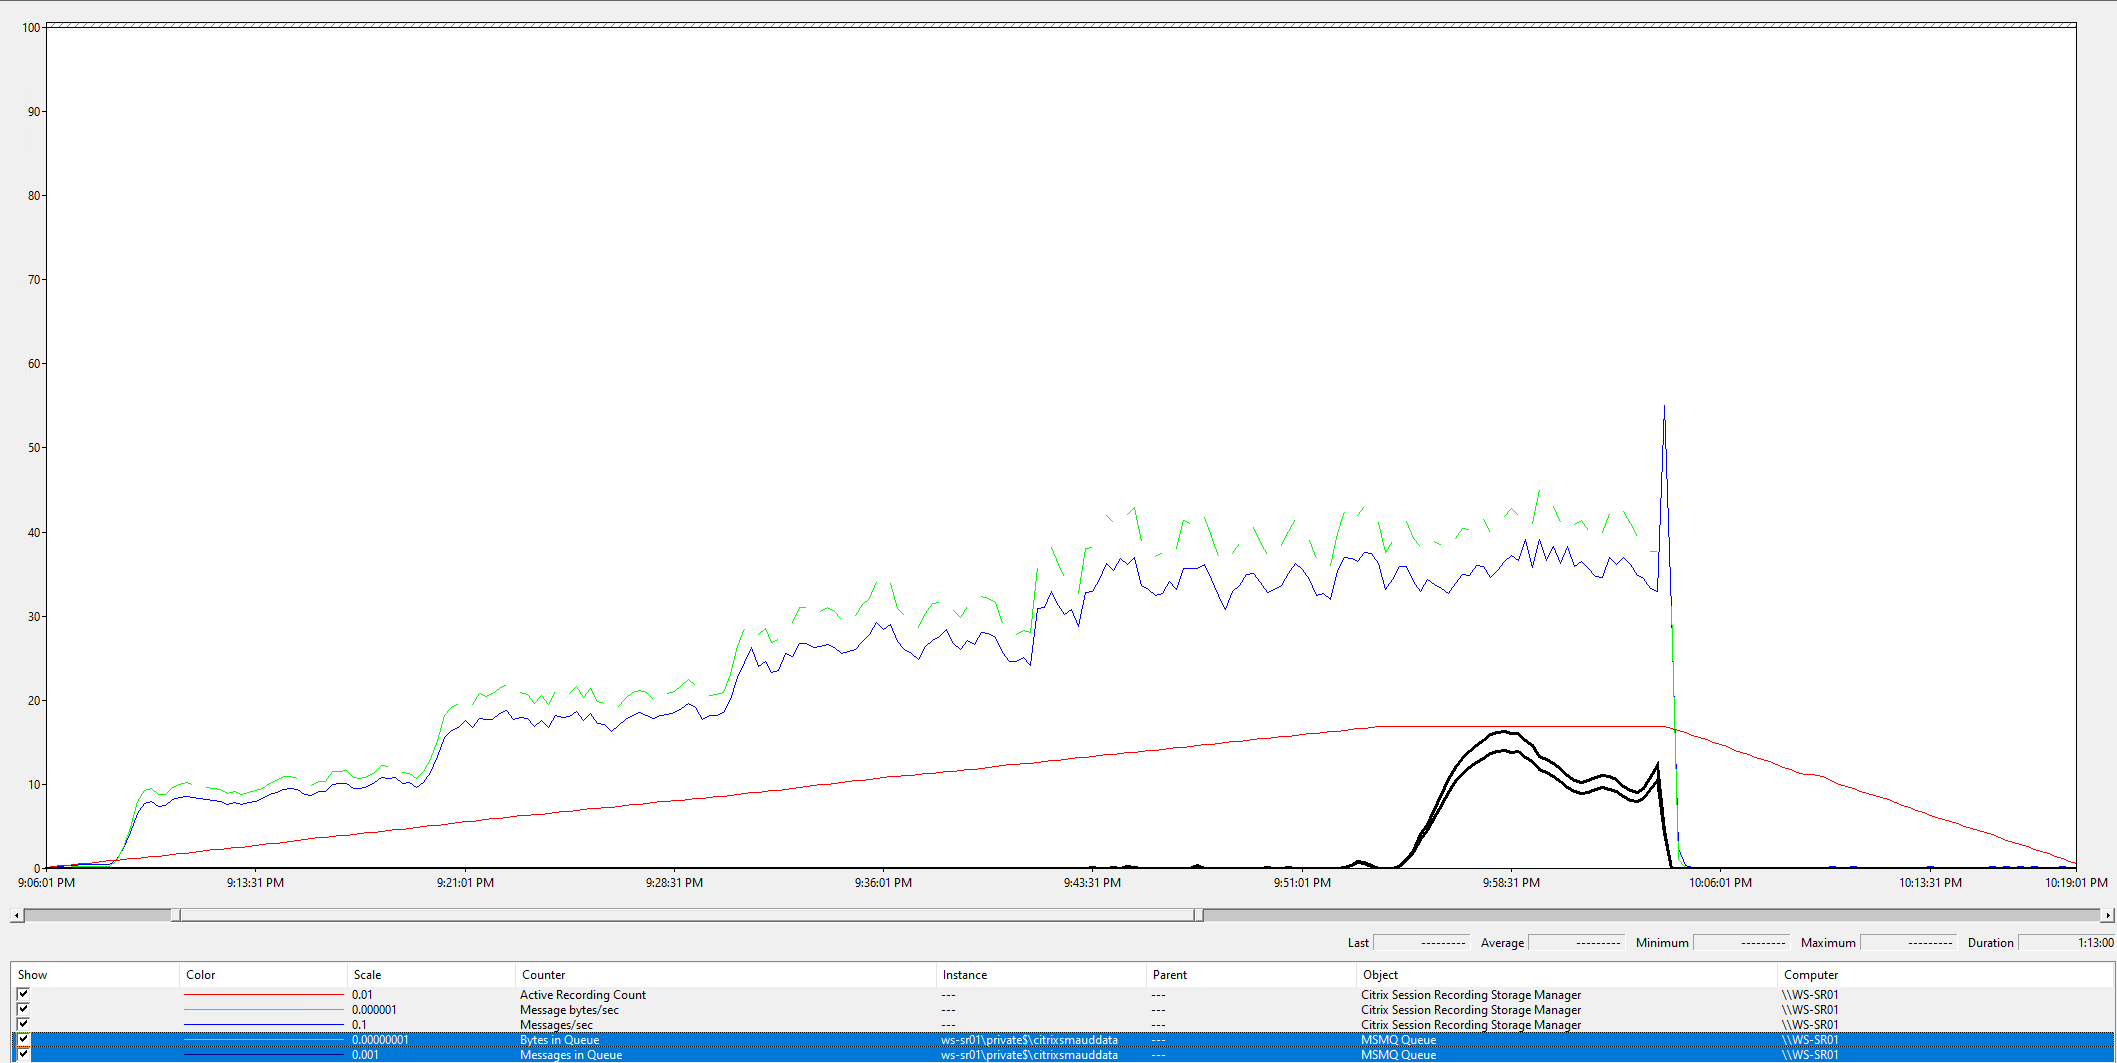 100
90
80
70
60
50
40
30
20
10
0
9:06:01 PM 9:13:31 PM 9:21:01 PM 9:28:31 PM 9:36:01 PM 9:43:31 PM 9:51:01 PM 9:58:31 PM 10:06:01 PM 10:13:31 PM 10:19:01 PM
Last --------- Average --------- Minimum --------- Maximum --------- Duration 1:13:00
Show Color Scale Counter Instance Parent Object Computer
0.01 Active Recording Count --- --- Citrix Session Recording Storage Manager \\WS-SR01
0.000001 Message bytes/sec --- --- Citrix Session Recording Storage Manager \\WS-SR01
0.1 Messages/sec --- --- Citrix Session Recording Storage Manager \\WS-SR01
0.00000001 Bytes in Queue ws-sr01\private$\citrixsmauddata --- MSMQ Queue \\WS-SR01
0.001 Messages in Queue ws-sr01\private$\citrixsmauddata --- MSMQ Queue \\WS-SR01